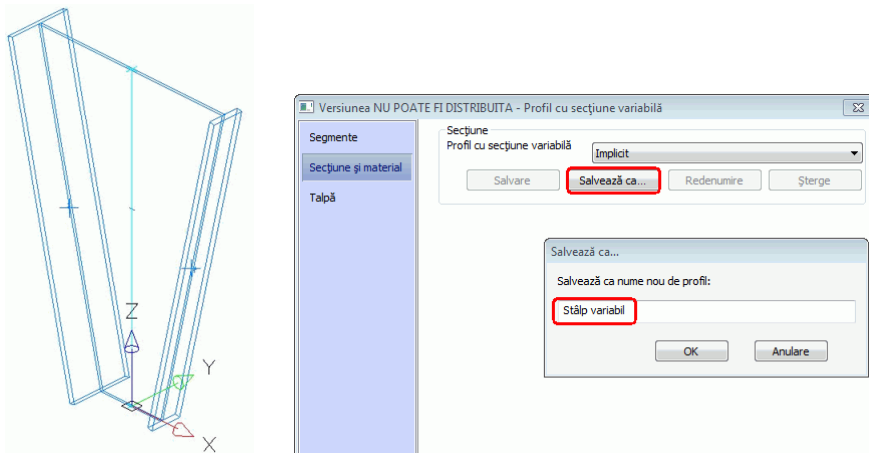 Z
Y
X
Versiunea NU POATE FI DISTRIBUITA - Profil cu secțiune variabilă
Segmente
Secțiune și material
Talpă
Secțiune
Profil cu secțiune variabilă
Implicit
Salvare
Salvează ca...
Redenumire
Șterge
Salvează ca...
Salvează ca nume nou de profil:
Stâlp variabil
OK
Anulare